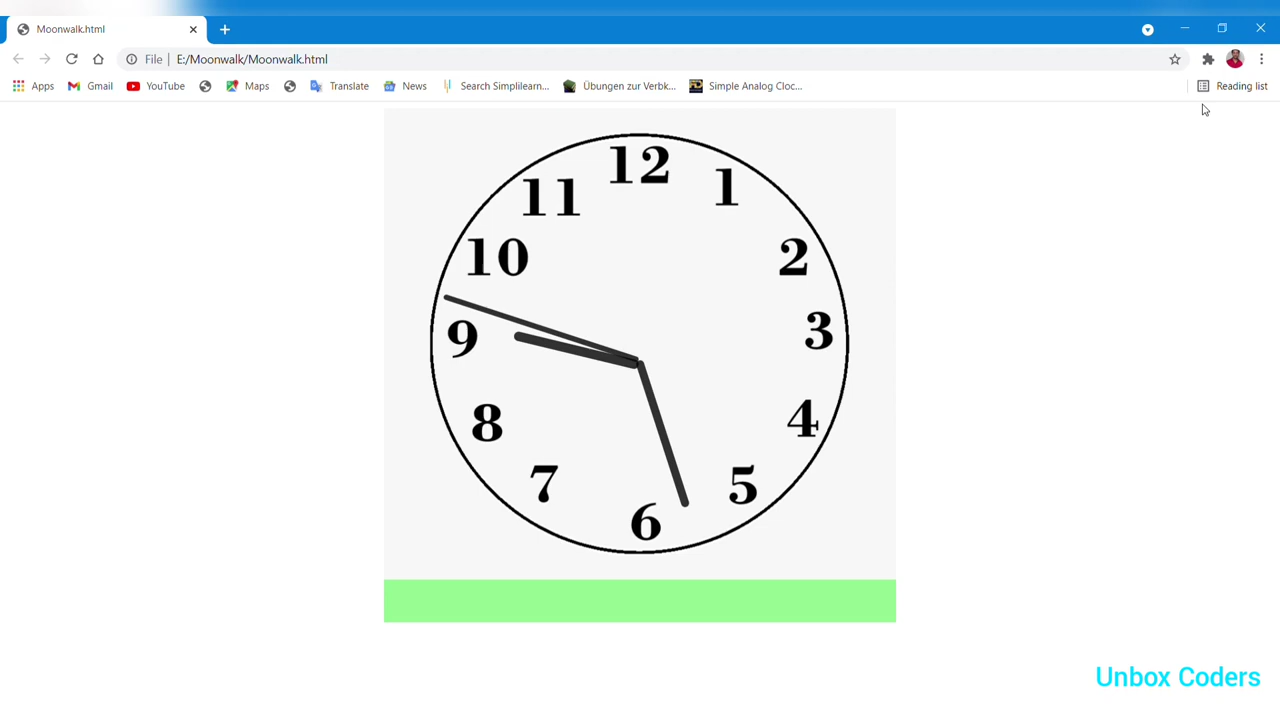 Moonwalk.html
File E:/Moonwalk/Moonwalk.html
Apps Gmail YouTube Maps Translate News Search Simplilearn... Übungen zur Verbk... Simple Analog Cloc... Reading list
12
11 1
10 2
9 3
8 4
7 5
6
Unbox Coders